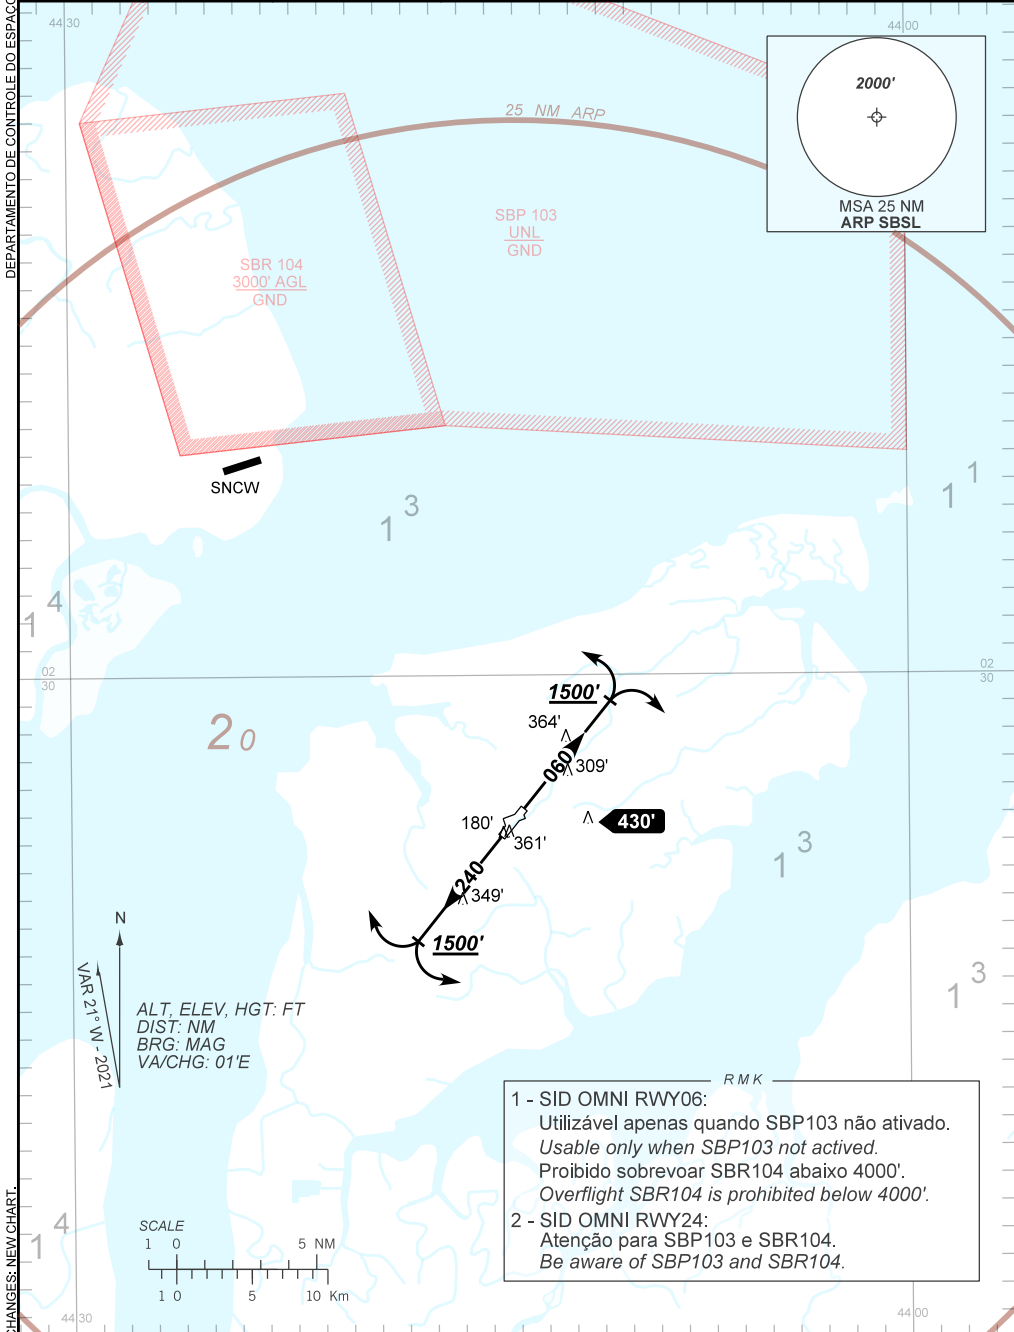 DEPARTAMENTO DE CONTROLE DO ESPAÇO
44 30
44 00
2000'
MSA 25 NM
ARP SBSL
25 NM ARP
SBP 103
UNL
GND
SBR 104
3000' AGL
GND
SNCW
1 3
1 1
1 4
02
30
02
30
1500'
364'
2 0
060
309'
180'
430'
361'
1 3
240
349'
1500'
N
VAR 21° W - 2021
1 3
ALT, ELEV, HGT: FT
DIST: NM
BRG: MAG
VA/CHG: 01'E
RMK
1 - SID OMNI RWY06:
Utilizável apenas quando SBP103 não ativado.
Usable only when SBP103 not actived.
Proibido sobrevoar SBR104 abaixo 4000'.
Overflight SBR104 is prohibited below 4000'.
2 - SID OMNI RWY24:
Atenção para SBP103 e SBR104.
Be aware of SBP103 and SBR104.
1 4
SCALE
1 0 5 NM
1 0 5 10 Km
CHANGES: NEW CHART.
44 30
44 00